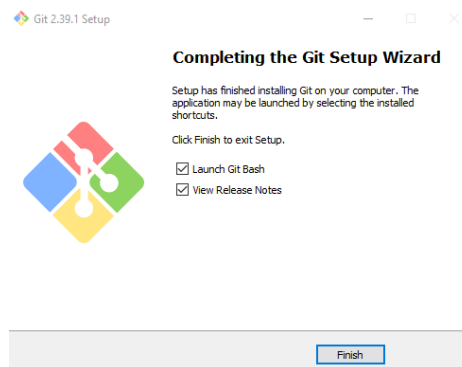 Git 2.39.1 Setup
Completing the Git Setup Wizard
Setup has finished installing Git on your computer. The
application may be launched by selecting the installed
shortcuts.
Click Finish to exit Setup.
Launch Git Bash
View Release Notes
Finish